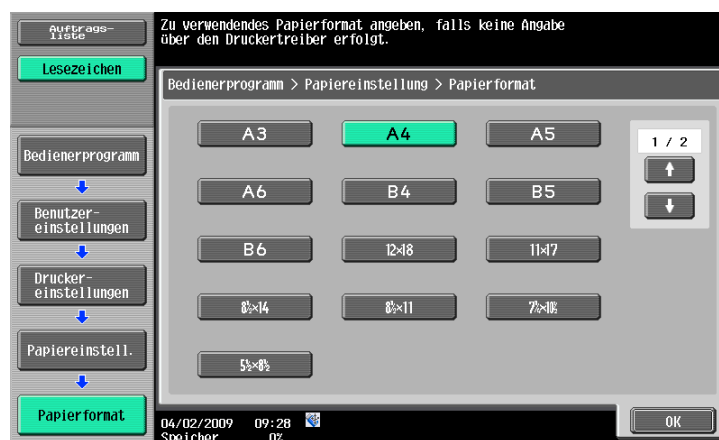 Auftrags-
liste
Lesezeichen
Bedienerprogramm
Benutzer-
einstellungen
Drucker-
einstellungen
Papiereinstell.
Papierformat
Zu verwendendes Papierformat angeben, falls keine Angabe
über den Druckertreiber erfolgt.
Bedienerprogramm > Papiereinstellung > Papierformat
A3 A4 A5
A6 B4 B5
B6 12×18 11×17
8½×14 8½×11 7¼×10½
5½×8½
1 / 2
04/02/2009 09:28
Speicher 0%
OK